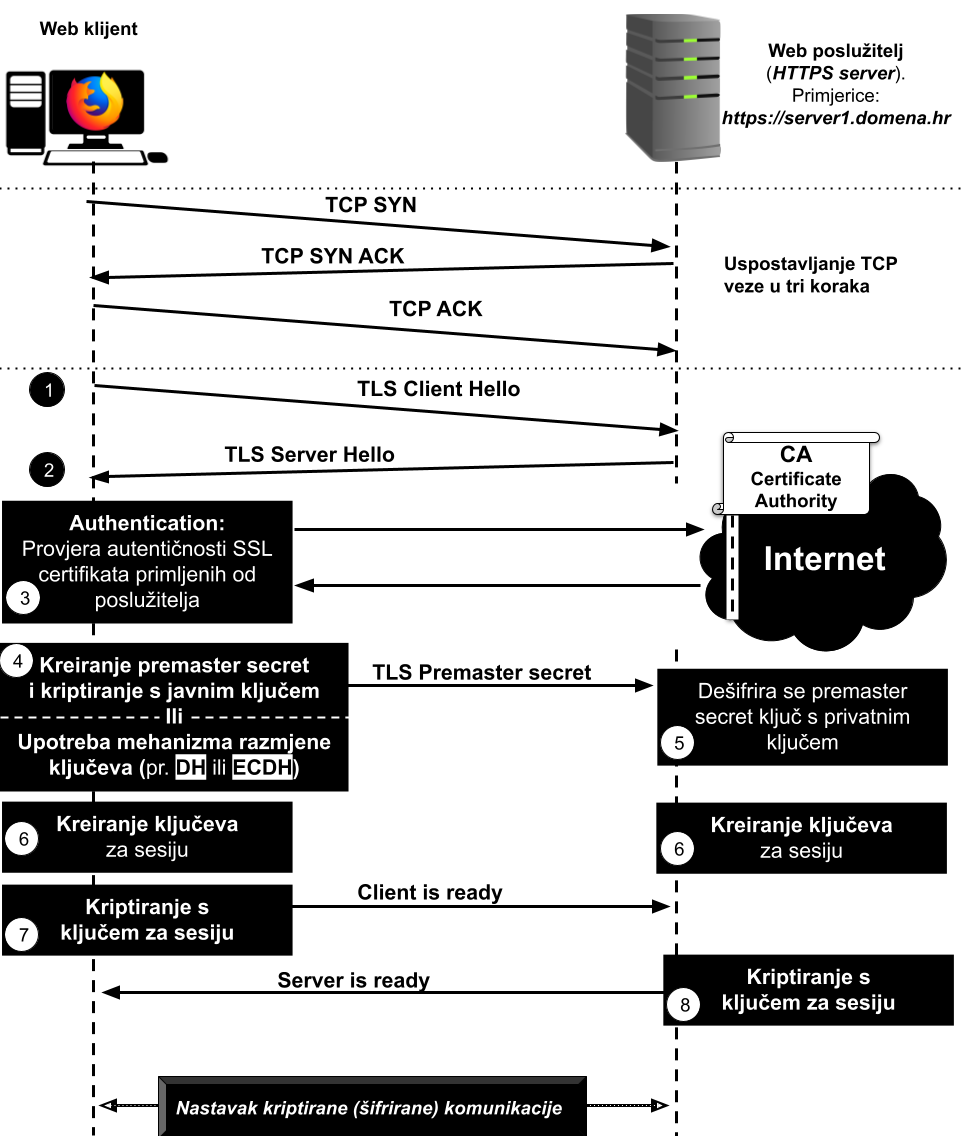 Web klijent
Web poslužitelj
(HTTPS server).
Primjerice:
https://server1.domena.hr
TCP SYN
TCP SYN ACK
Uspostavljanje TCP
veze u tri koraka
TCP ACK
1
TLS Client Hello
2
TLS Server Hello
CA
Certificate
Authority
Internet
Authentication:
Provjera autentičnosti SSL
certifikata primljenih od
poslužitelja
3
4
Kreiranje premaster secret
i kriptiranje s javnim ključem
Ili
Upotreba mehanizma razmjene
ključeva (pr. DH ili ECDH)
TLS Premaster secret
Dešifrira se premaster
secret ključ s privatnim
ključem
5
Kreiranje ključeva
za sesiju
6
Kreiranje ključeva
za sesiju
6
Kriptiranje s
ključem za sesiju
7
Client is ready
Server is ready
Kriptiranje s
ključem za sesiju
8
Nastavak kriptirane (šifrirane) komunikacije